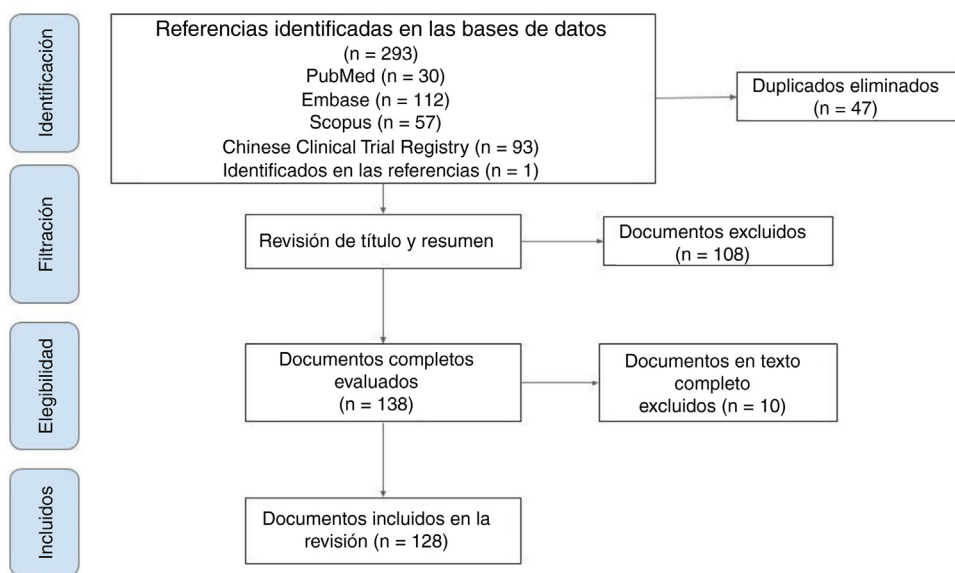 Identificación
Referencias identificadas en las bases de datos
(n = 293)
PubMed (n = 30)
Embase (n = 112)
Scopus (n = 57)
Chinese Clinical Trial Registry (n = 93)
Identificados en las referencias (n = 1)
Duplicados eliminados
(n = 47)
Filtración
Revisión de título y resumen
Documentos excluidos
(n = 108)
Elegibilidad
Documentos completos
evaluados
(n = 138)
Documentos en texto
completo
excluidos (n = 10)
Incluidos
Documentos incluidos en la
revisión (n = 128)